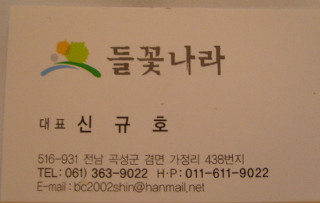 들꽃나라
대표 신규호
516-931 전남 곡성군 겸면 가정리 438번지
TEL: 061) 363-9022 H·P: 011-611-9022
E-mail : bc2002shin@hanmail.net